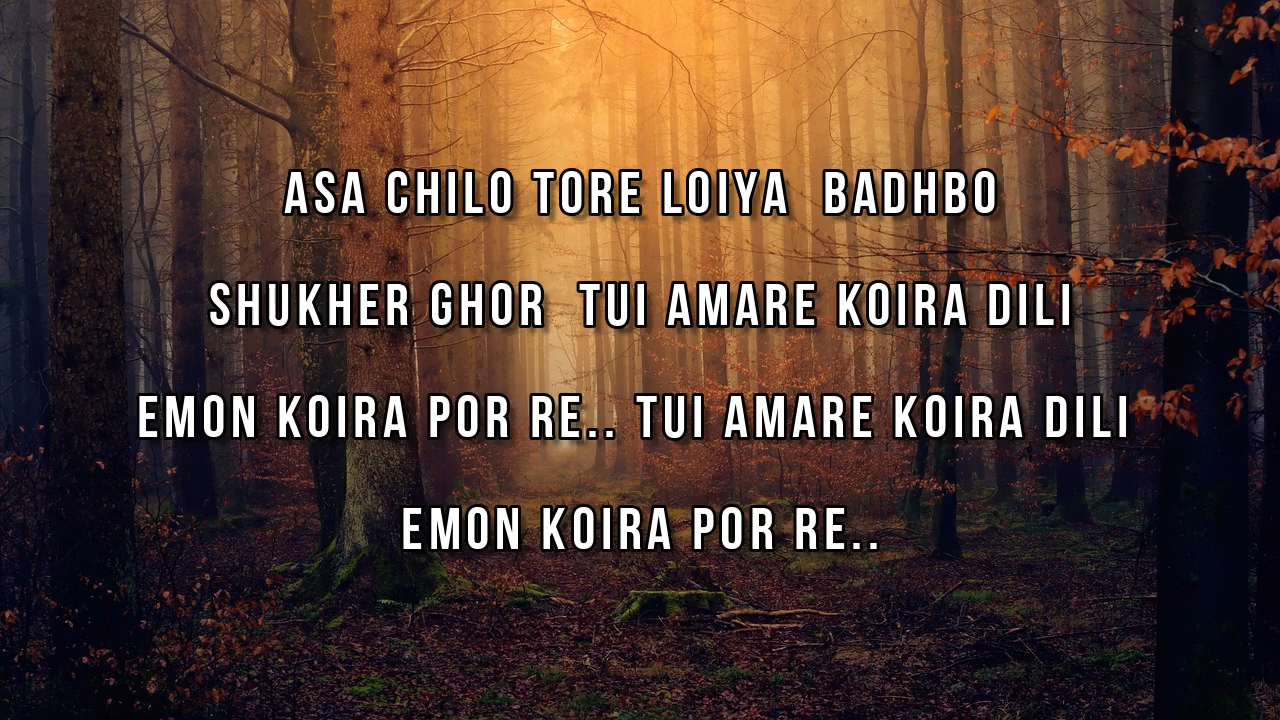 ASA CHILO TORE LOIYA  BADHBO
SHUKHER GHOR  TUI AMARE KOIRA DILI
EMON KOIRA POR RE.. TUI AMARE KOIRA DILI
EMON KOIRA POR RE..